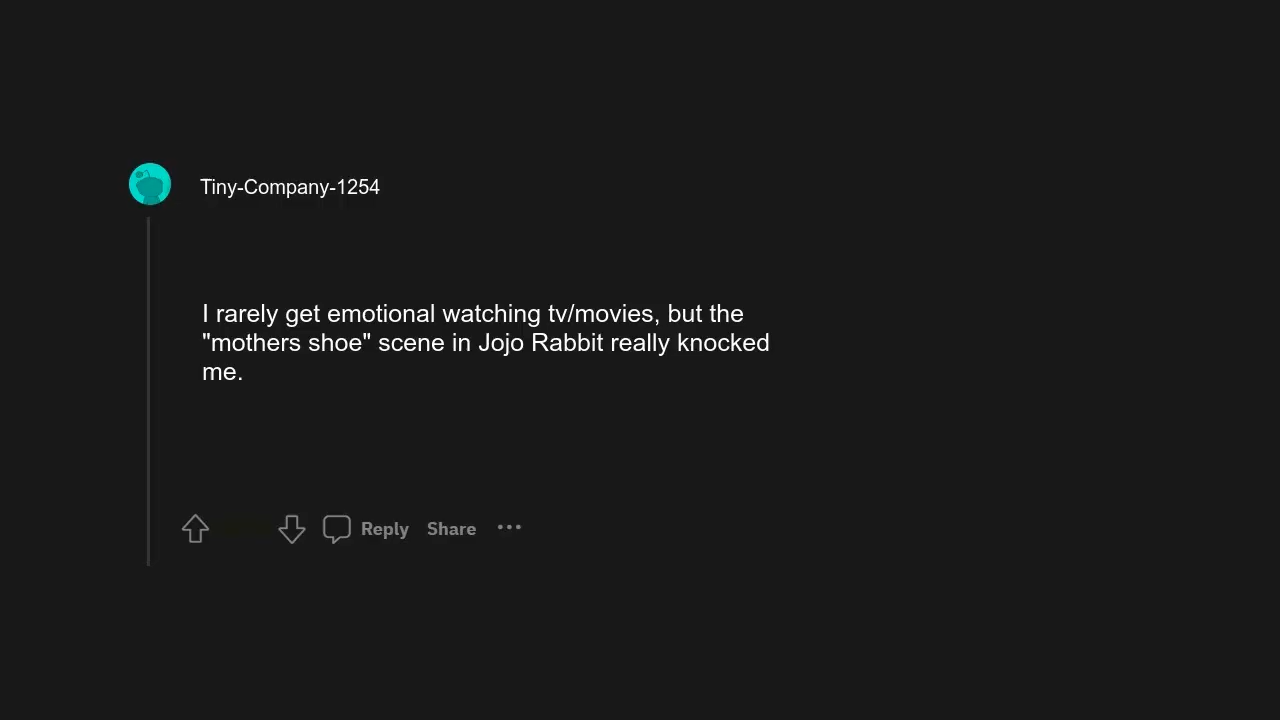 Tiny-Company-1254
I rarely get emotional watching tv/movies, but the
"mothers shoe" scene in Jojo Rabbit really knocked
me.
Reply Share